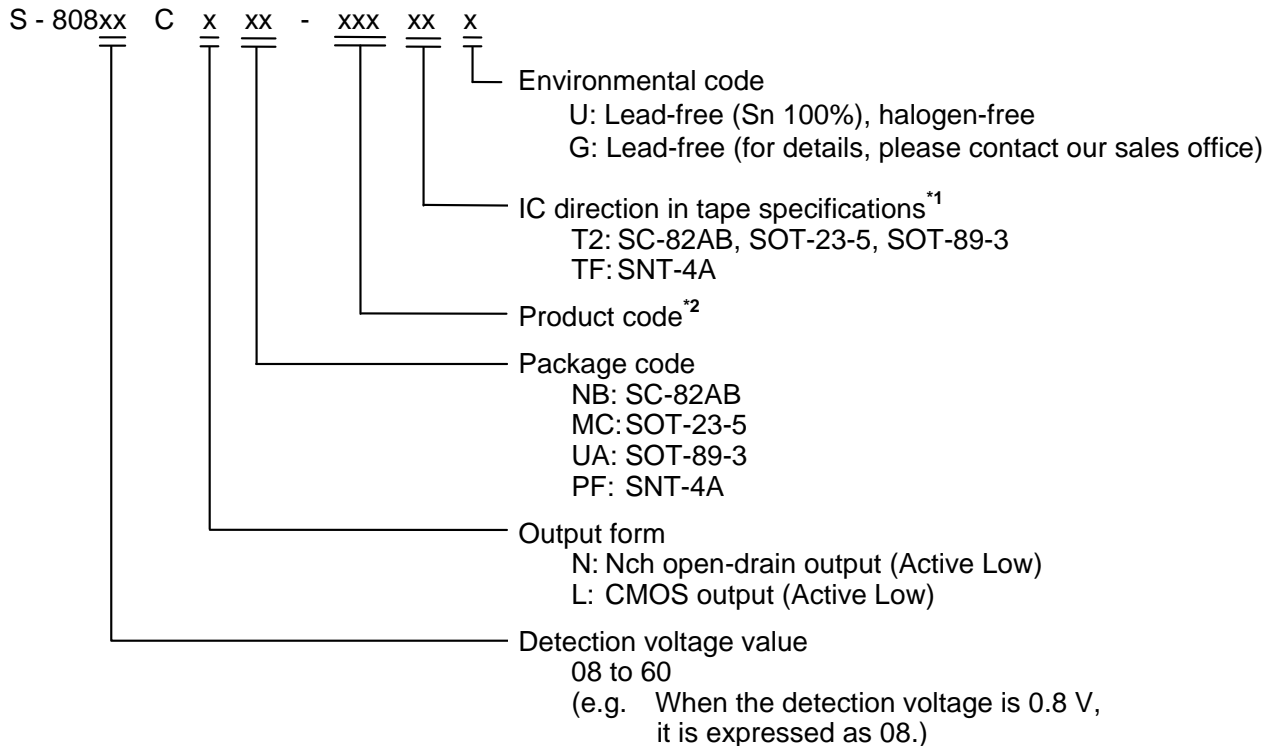 S - 808xx C x xx - xxx xx x
Environmental code
U: Lead-free (Sn 100%), halogen-free
G: Lead-free (for details, please contact our sales office)
IC direction in tape specifications*1
T2: SC-82AB, SOT-23-5, SOT-89-3
TF: SNT-4A
Product code*2
Package code
NB: SC-82AB
MC: SOT-23-5
UA: SOT-89-3
PF: SNT-4A
Output form
N: Nch open-drain output (Active Low)
L: CMOS output (Active Low)
Detection voltage value
08 to 60
(e.g. When the detection voltage is 0.8 V,
it is expressed as 08.)